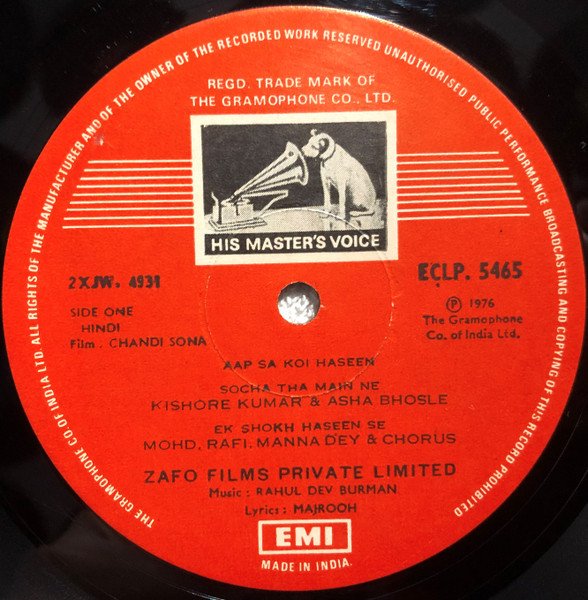 THE GRAMOPHONE CO. OF INDIA LTD. ALL RIGHTS OF THE MANUFACTURER AND OF THE OWNER OF THE RECORDED WORK RESERVED UNAUTHORISED PUBLIC PERFORMANCE BROADCASTING AND COPYING OF THIS RECORD PROHIBITED
REGD. TRADE MARK OF
THE GRAMOPHONE CO., LTD.
HIS MASTER'S VOICE
2XJW. 4931
ECLP. 5465
SIDE ONE
HINDI
Film : CHANDI SONA
℗ 1976
The Gramophone
Co. of India Ltd.
AAP SA KOI HASEEN
SOCHA THA MAIN NE
KISHORE KUMAR & ASHA BHOSLE
EK SHOKH HASEEN SE
MOHD. RAFI, MANNA DEY & CHORUS
ZAFO FILMS PRIVATE LIMITED
Music : RAHUL DEV BURMAN
Lyrics : MAJROOH
EMI
MADE IN INDIA.